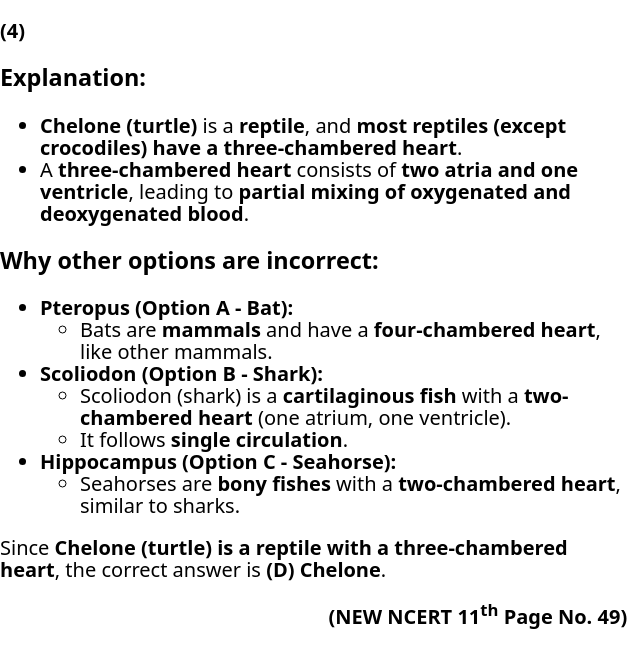 (4)
Explanation:
• Chelone (turtle) is a reptile, and most reptiles (except
crocodiles) have a three-chambered heart.
• A three-chambered heart consists of two atria and one
ventricle, leading to partial mixing of oxygenated and
deoxygenated blood.
Why other options are incorrect:
• Pteropus (Option A - Bat):
◦ Bats are mammals and have a four-chambered heart,
like other mammals.
• Scoliodon (Option B - Shark):
◦ Scoliodon (shark) is a cartilaginous fish with a two-
chambered heart (one atrium, one ventricle).
◦ It follows single circulation.
• Hippocampus (Option C - Seahorse):
◦ Seahorses are bony fishes with a two-chambered heart,
similar to sharks.
Since Chelone (turtle) is a reptile with a three-chambered
heart, the correct answer is (D) Chelone.
(NEW NCERT 11th Page No. 49)